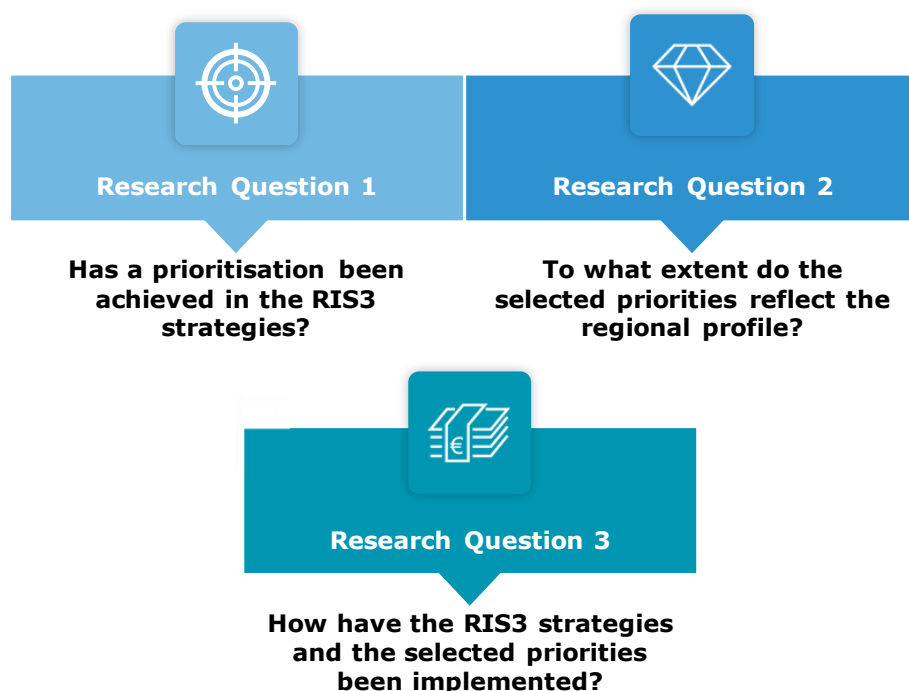 Research Question 1
Research Question 2
Has a prioritisation been
achieved in the RIS3
strategies?
To what extent do the
selected priorities reflect the
regional profile?
€
Research Question 3
How have the RIS3 strategies
and the selected priorities
been implemented?